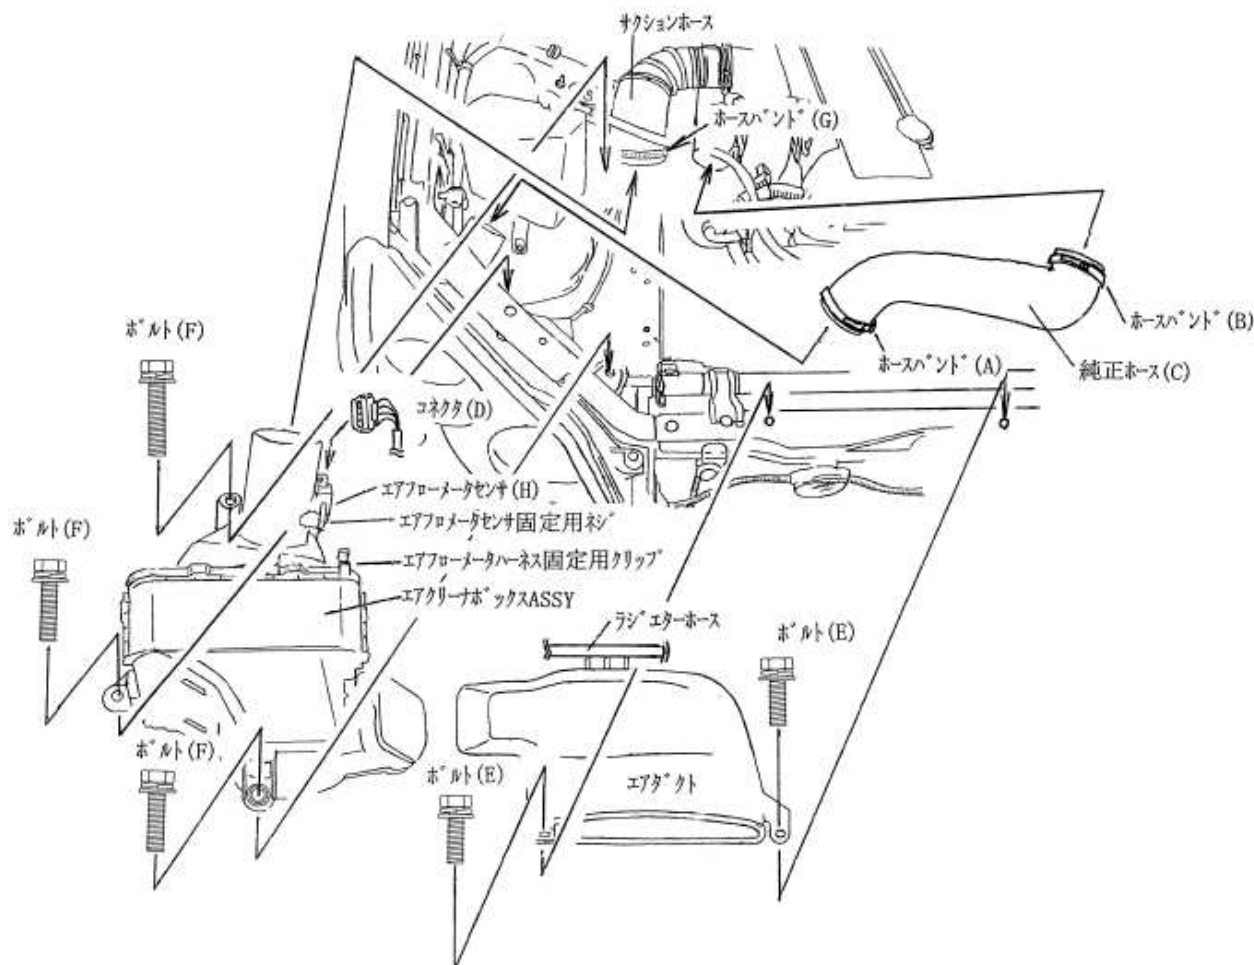 サクションホース
ホースバンド(G)
ホースバンド(B)
ホースバンド(A)
純正ホース(C)
ボルト(F)
コネクタ(D)
エアフローメータセンサ(H)
エアフロメータセンサ固定用ネジ
ボルト(F)
エアフローメータハーネス固定用クリップ
エアクリーナボックスASSY
ラジエターホース
ボルト(E)
ボルト(F)
ボルト(E)
エアダクト